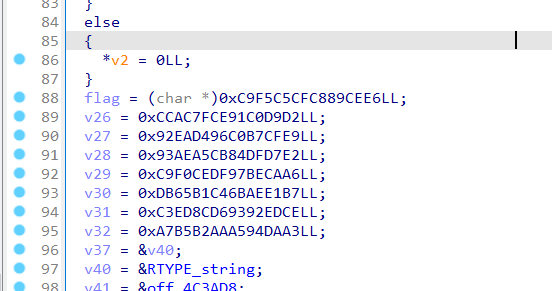 83 }
84 else
85 {
86 *v2 = 0LL;
87 }
88 flag = (char *)0xC9F5C5CFC889CEE6LL;
89 v26 = 0xCCAC7FCE91C0D9D2LL;
90 v27 = 0x92EAD496C0B7CFE9LL;
91 v28 = 0x93AEA5CB84DFD7E2LL;
92 v29 = 0xC9F0CEDF97BECAA6LL;
93 v30 = 0xDB65B1C46BAEE1B7LL;
94 v31 = 0xC3ED8CD69392EDCELL;
95 v32 = 0xA7B5B2AAA594DAA3LL;
96 v37 = &v40;
97 v40 = &RTYPE_string;
98 v41 = &off_4C3AD8;